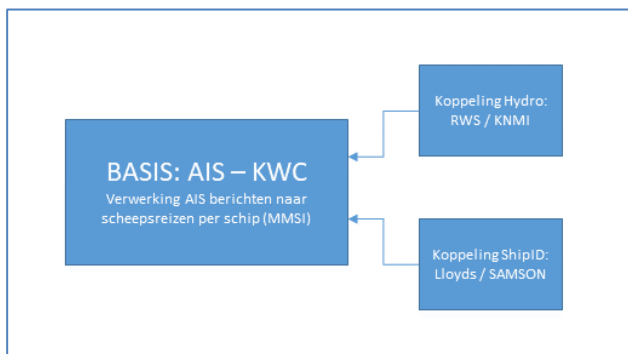 BASIS: AIS – KWC
Verwerking AIS berichten naar
scheepsreizen per schip (MMSI)
Koppeling Hydro:
RWS / KNMI
Koppeling ShipID:
Lloyds / SAMSON